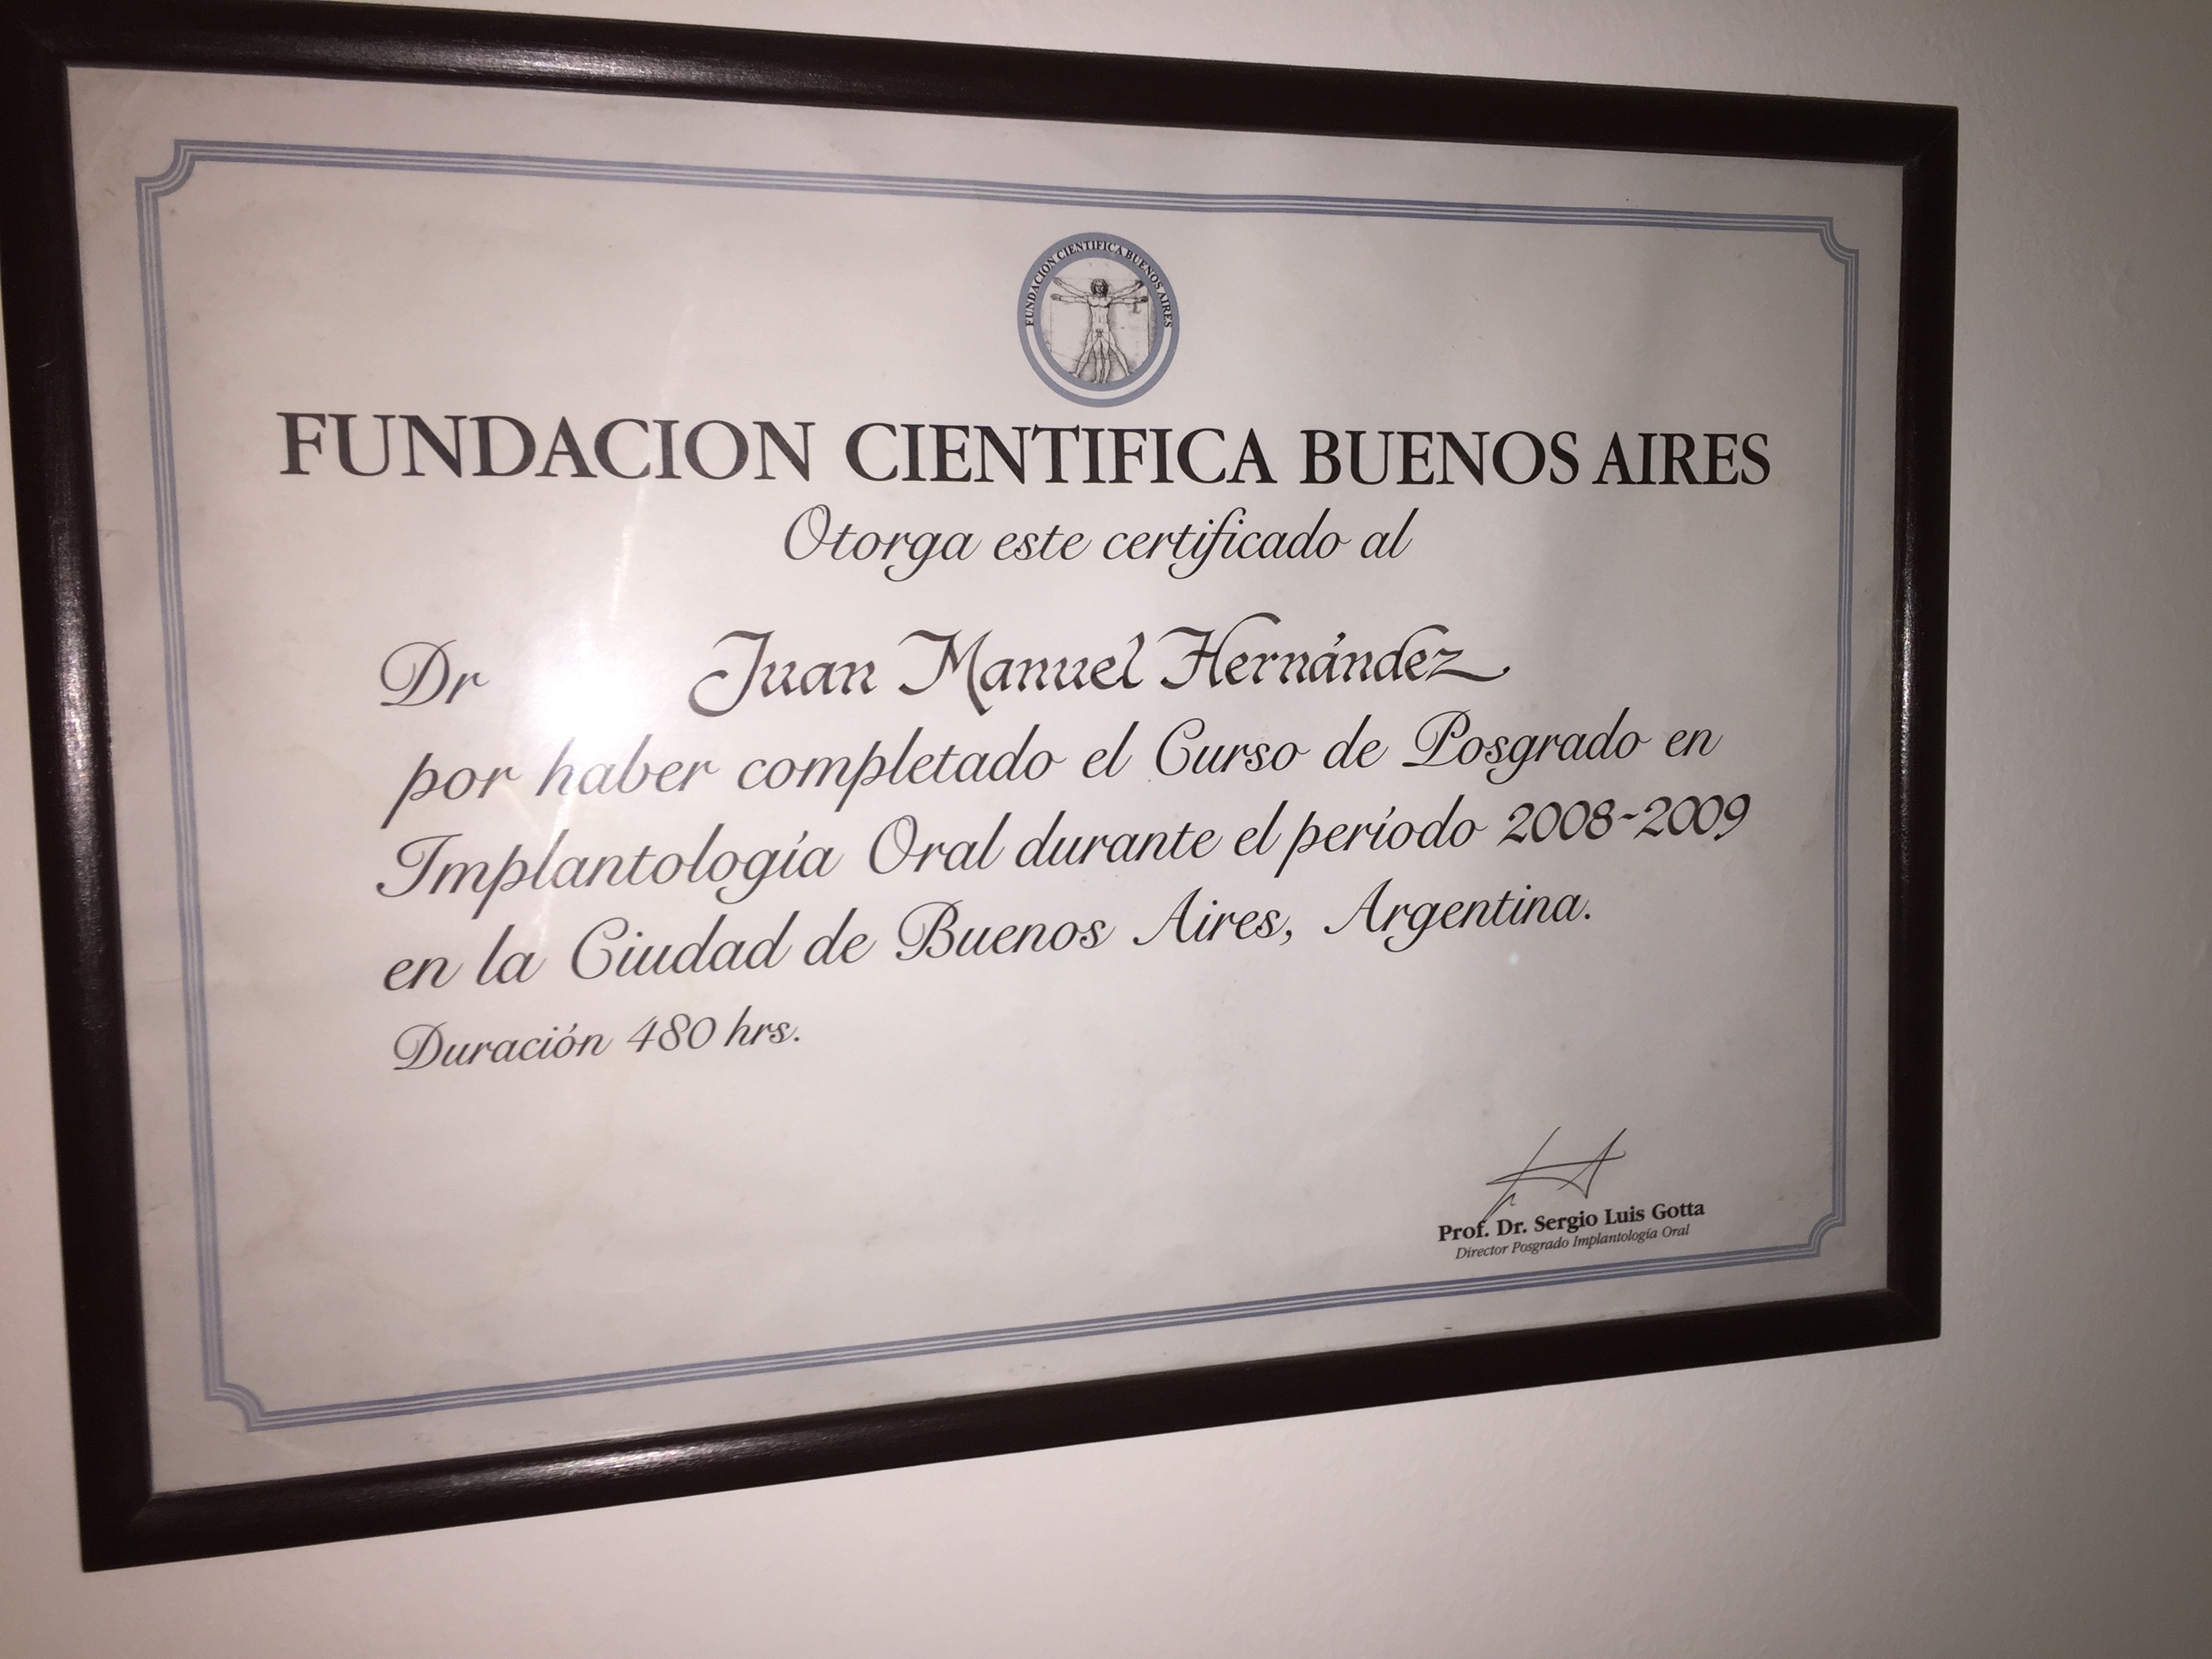 FUNDACION CIENTIFICA BUENOS AIRES
FUNDACION CIENTIFICA BUENOS AIRES
Otorga este certificado al
Dr Juan Manuel Hernández
por haber completado el Curso de Posgrado en
Implantología Oral durante el período 2008-2009
en la Ciudad de Buenos Aires, Argentina.
Duración 480 hrs.
Prof. Dr. Sergio Luis Gotta
Director Posgrado Implantología Oral